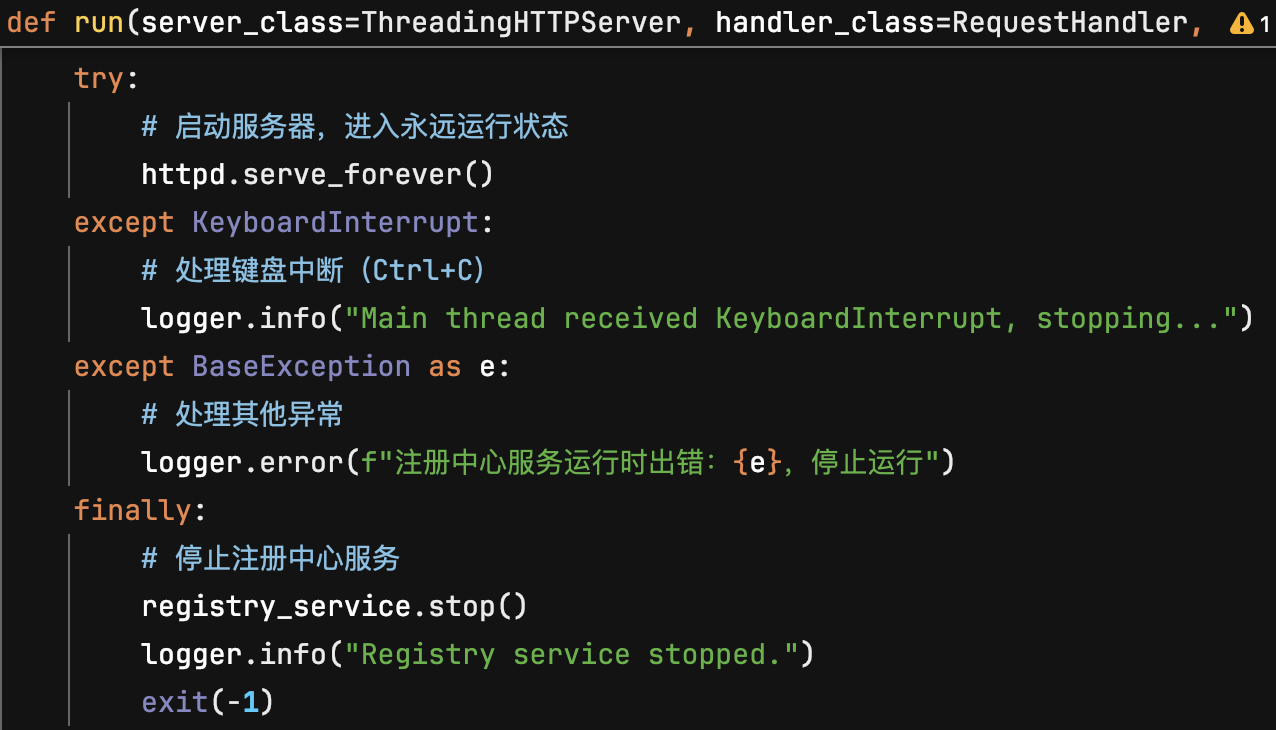 def run(server_class=ThreadingHTTPServer, handler_class=RequestHandler, 1
try:
# 启动服务器，进入永远运行状态
httpd.serve_forever()
except KeyboardInterrupt:
# 处理键盘中断（Ctrl+C）
logger.info("Main thread received KeyboardInterrupt, stopping...")
except BaseException as e:
# 处理其他异常
logger.error(f"注册中心服务运行时出错：{e}，停止运行")
finally:
# 停止注册中心服务
registry_service.stop()
logger.info("Registry service stopped.")
exit(-1)